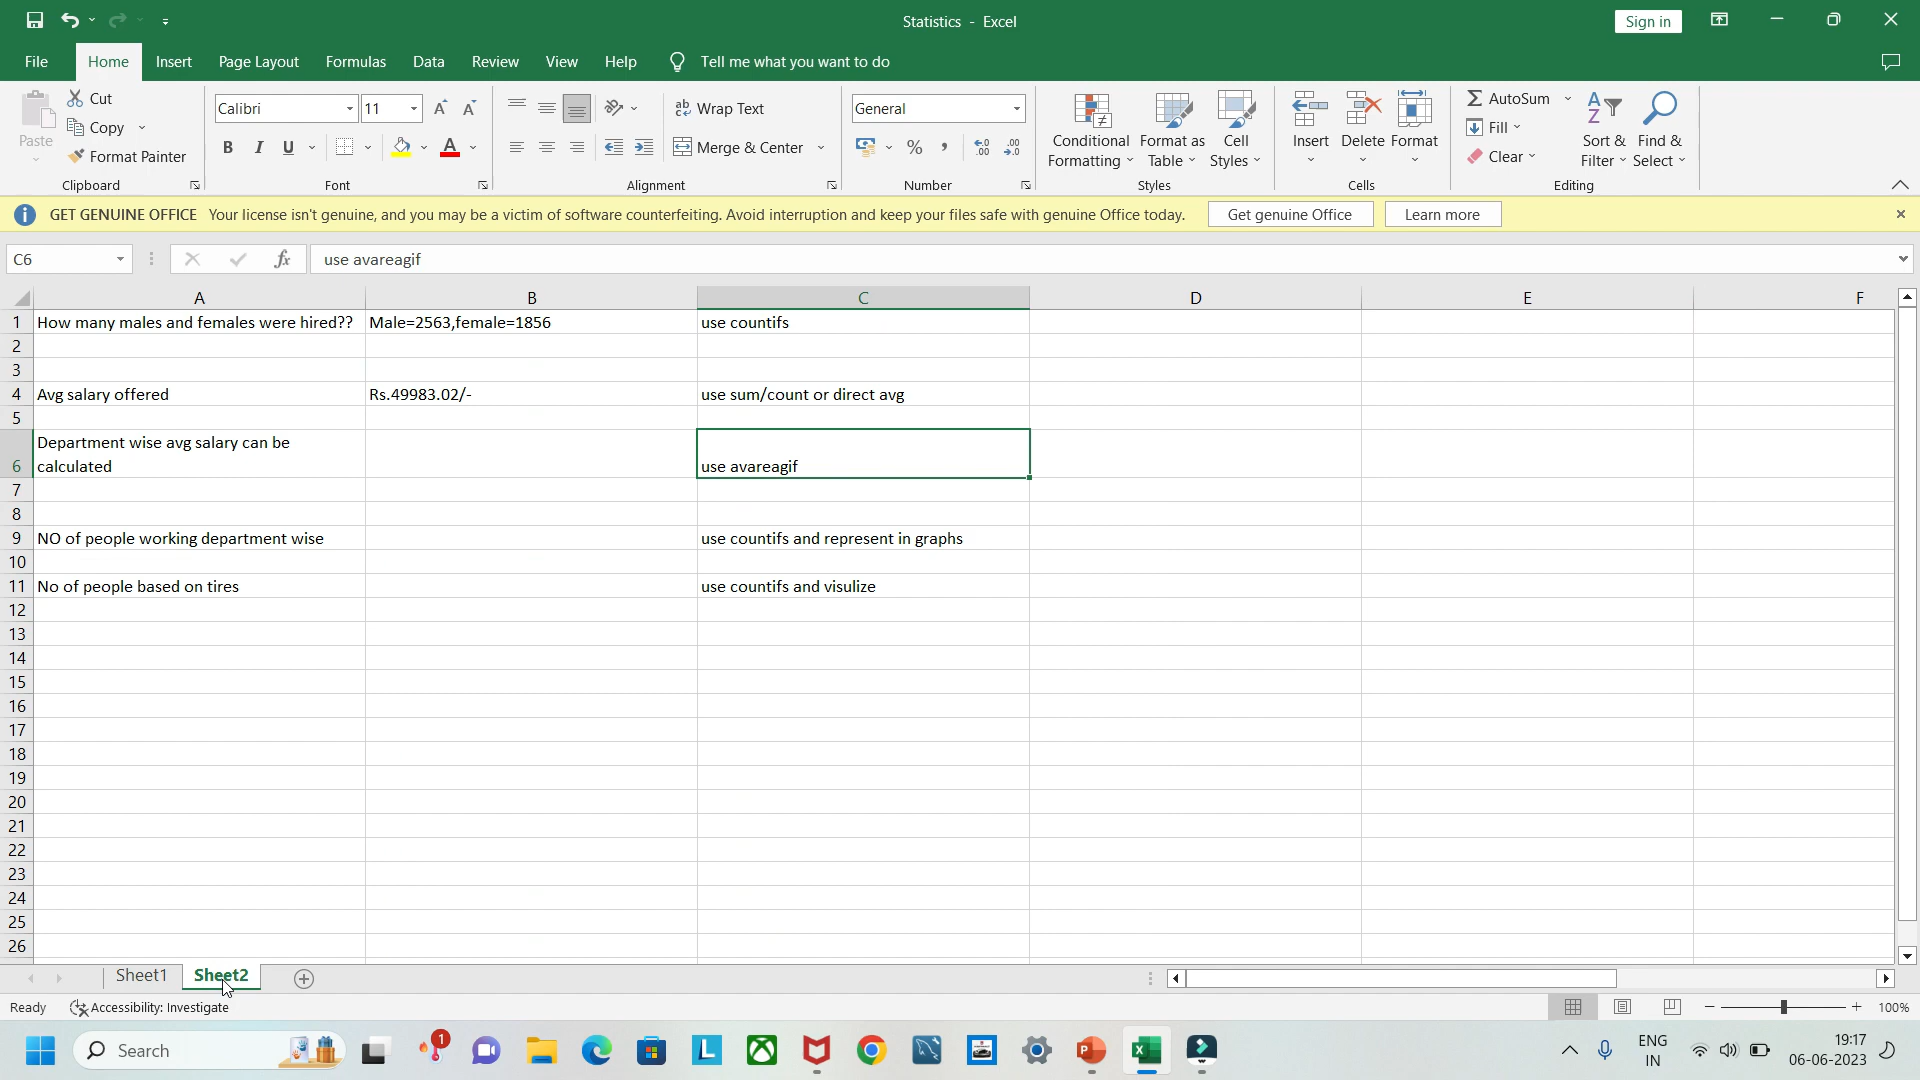 Statistics - Excel
Sign in
File Home Insert Page Layout Formulas Data Review View Help Tell me what you want to do
Paste
Cut
Copy
Format Painter
Clipboard
Calibri 11
B I U
Font
Wrap Text
Merge & Center
Alignment
General
Number
Conditional Formatting
Format as Table
Cell Styles
Styles
Insert Delete Format
Cells
AutoSum
Fill
Clear
Sort & Filter
Find & Select
Editing
GET GENUINE OFFICE Your license isn't genuine, and you may be a victim of software counterfeiting. Avoid interruption and keep your files safe with genuine Office today. Get genuine Office Learn more
C6 fx use avareagif
A B C D E F
1 How many males and females were hired?? Male=2563,female=1856 use countifs
2
3
4 Avg salary offered Rs.49983.02/- use sum/count or direct avg
5
Department wise avg salary can be
6 calculated use avareagif
7
8
9 NO of people working department wise use countifs and represent in graphs
10
11 No of people based on tires use countifs and visulize
12
13
14
15
16
17
18
19
20
21
22
23
24
25
26
Sheet1 Sheet2
Ready Accessibility: Investigate 100%
Search 1 ENG IN 19:17 06-06-2023